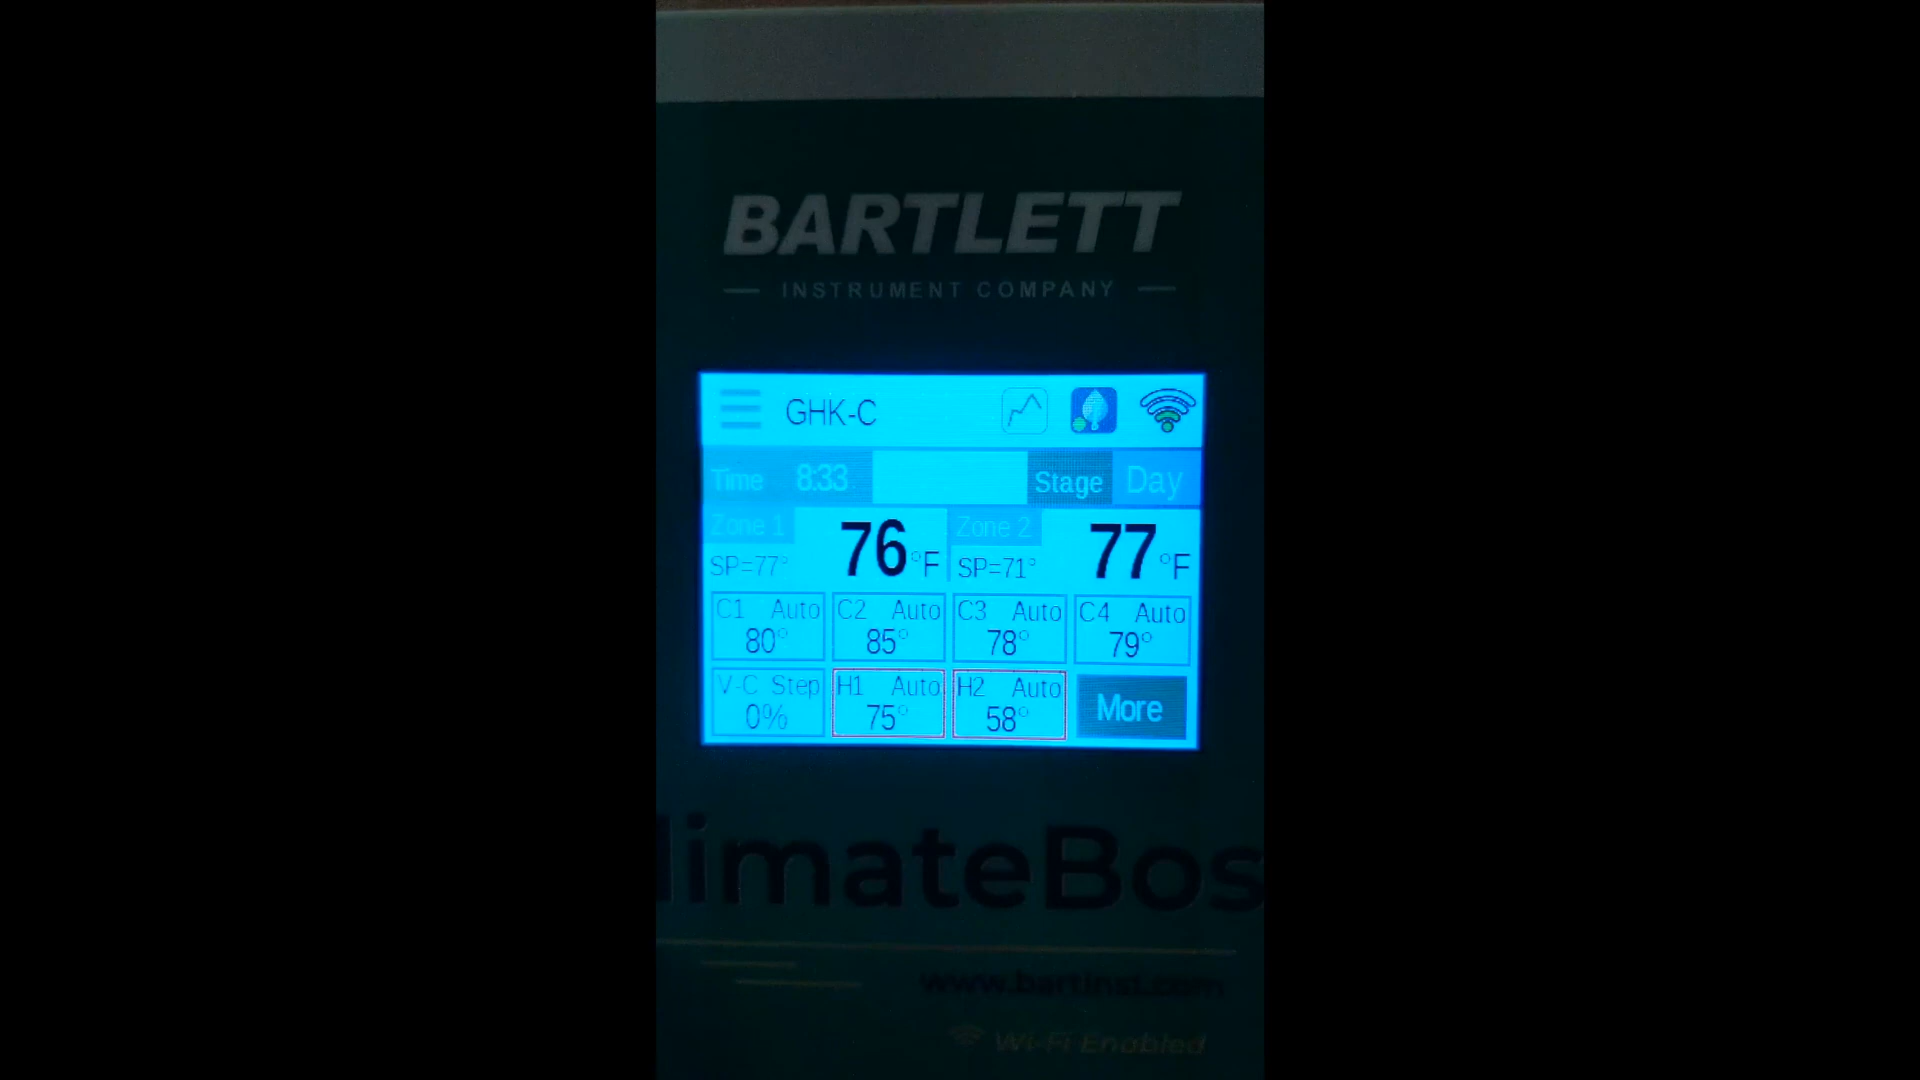 BARTLETT
INSTRUMENT COMPANY
GHK-C
Time 8:33 Stage Day
Zone 1 76°F Zone 2 77°F
SP=77° SP=71°
C1 Auto C2 Auto C3 Auto C4 Auto
80° 85° 78° 79°
V-C Step H1 Auto H2 Auto More
0% 75° 58°
limateBos
www.bartinst.com
Wi-Fi Enabled